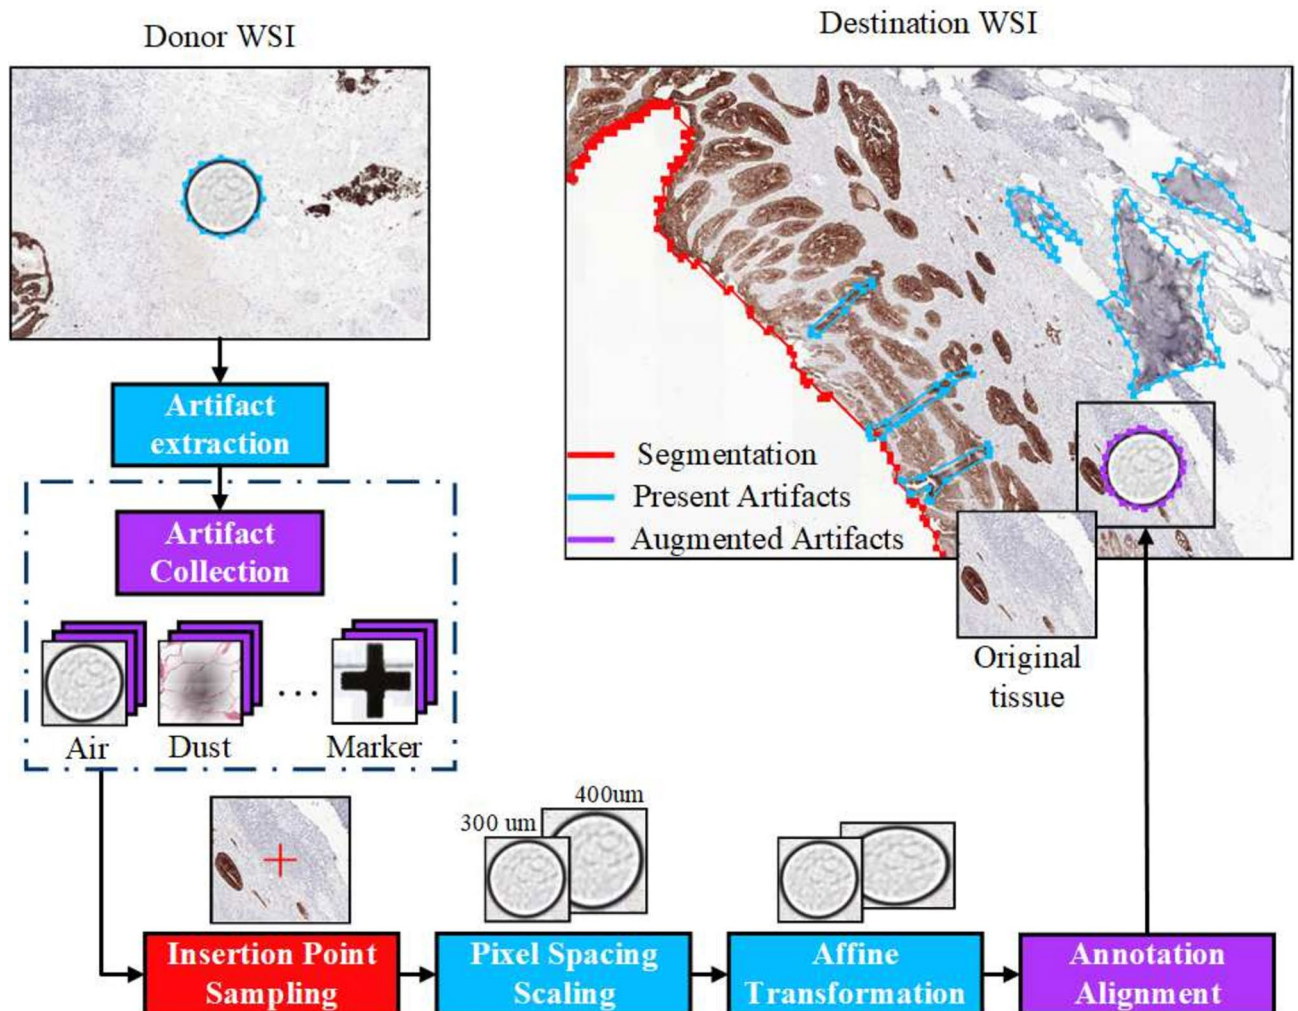 Donor WSI
Destination WSI
Artifact
extraction
Segmentation
Present Artifacts
Augmented Artifacts
Artifact
Collection
Original
tissue
Air
Dust
...
Marker
400um
300 um
Insertion Point
Sampling
Pixel Spacing
Scaling
Affine
Transformation
Annotation
Alignment